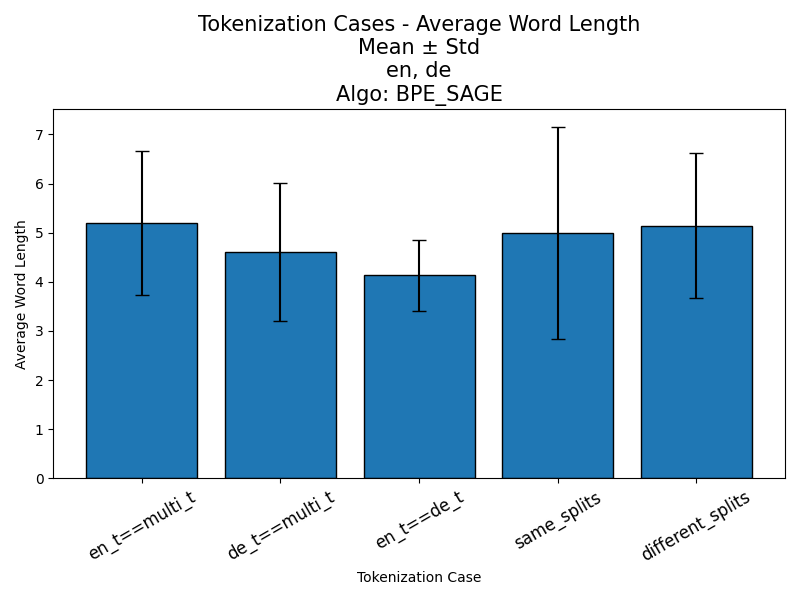 Tokenization Cases - Average Word Length
Mean ± Std
en, de
Algo: BPE_SAGE
7
6
5
4
3
2
1
0
Average Word Length
en_t==multi_t
de_t==multi_t
en_t==de_t
same_splits
different_splits
Tokenization Case